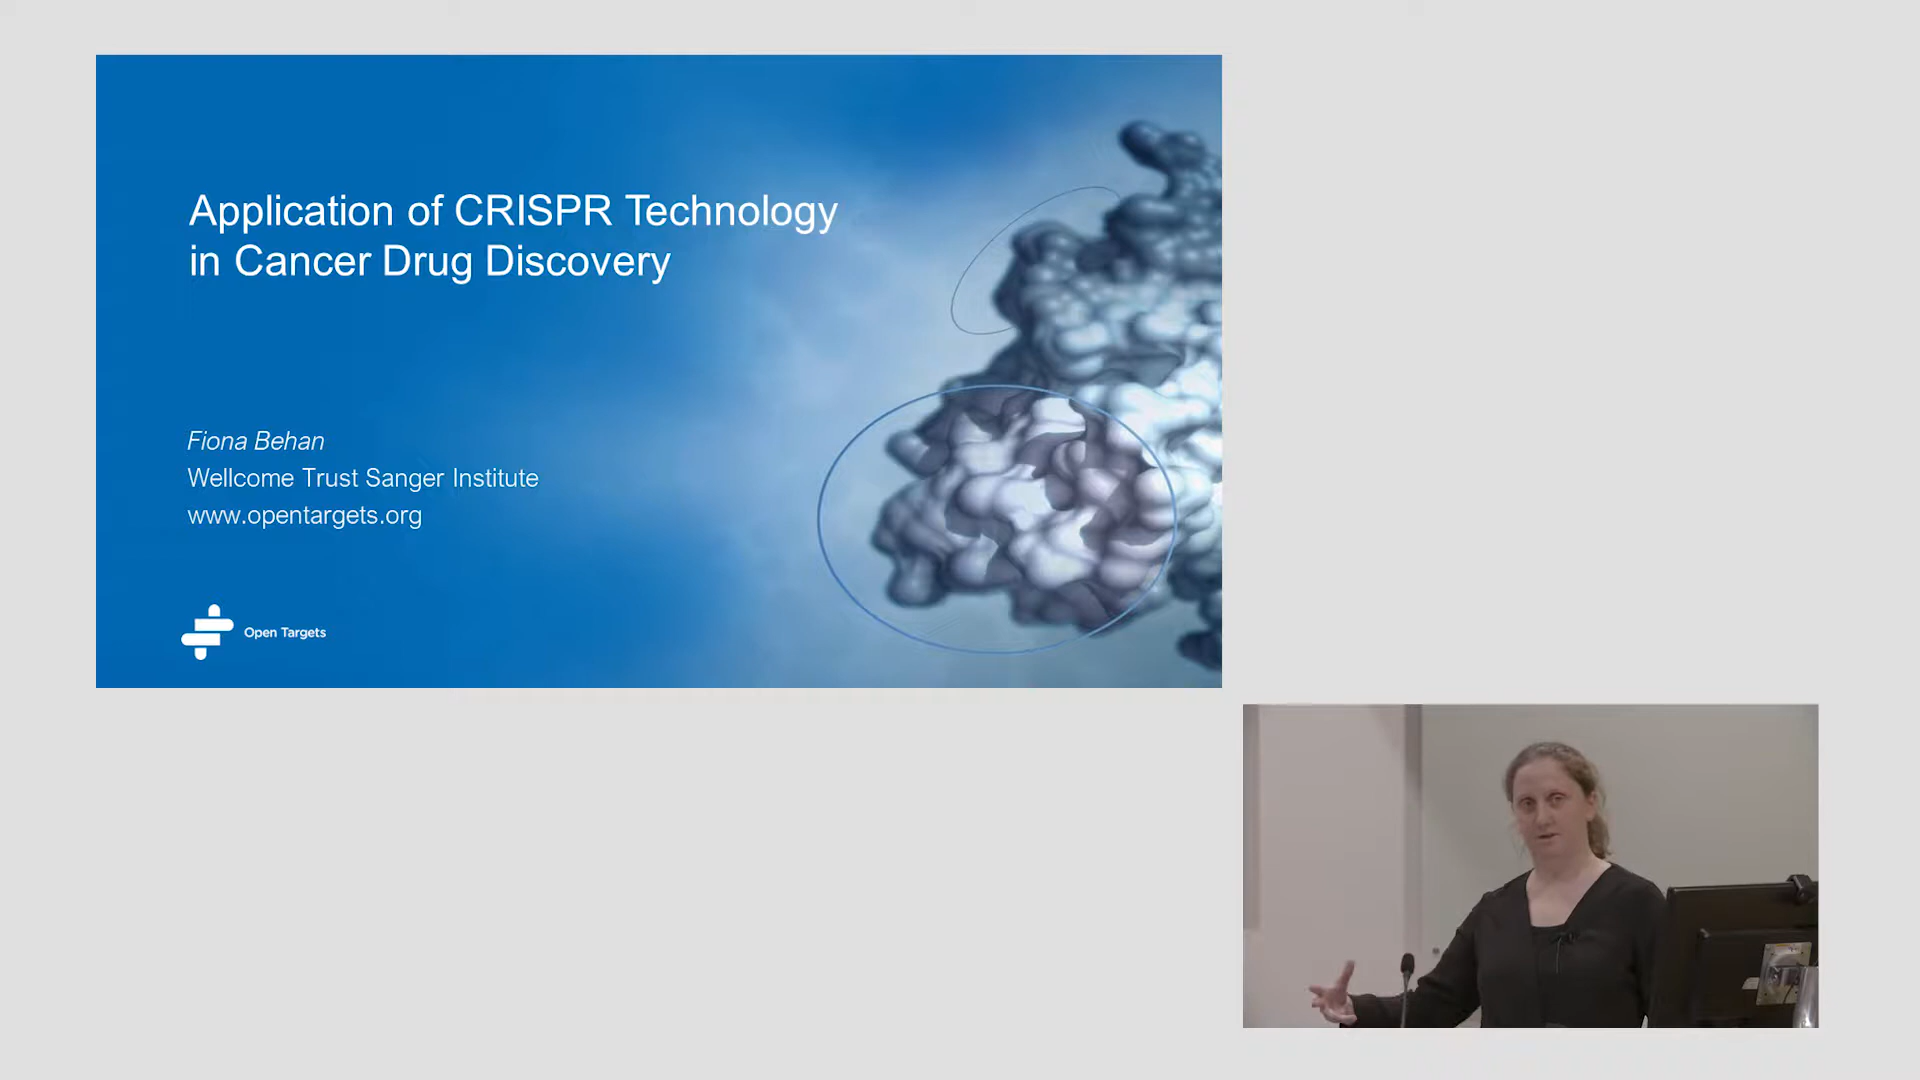 Application of CRISPR Technology
in Cancer Drug Discovery
Fiona Behan
Wellcome Trust Sanger Institute
www.opentargets.org
Open Targets